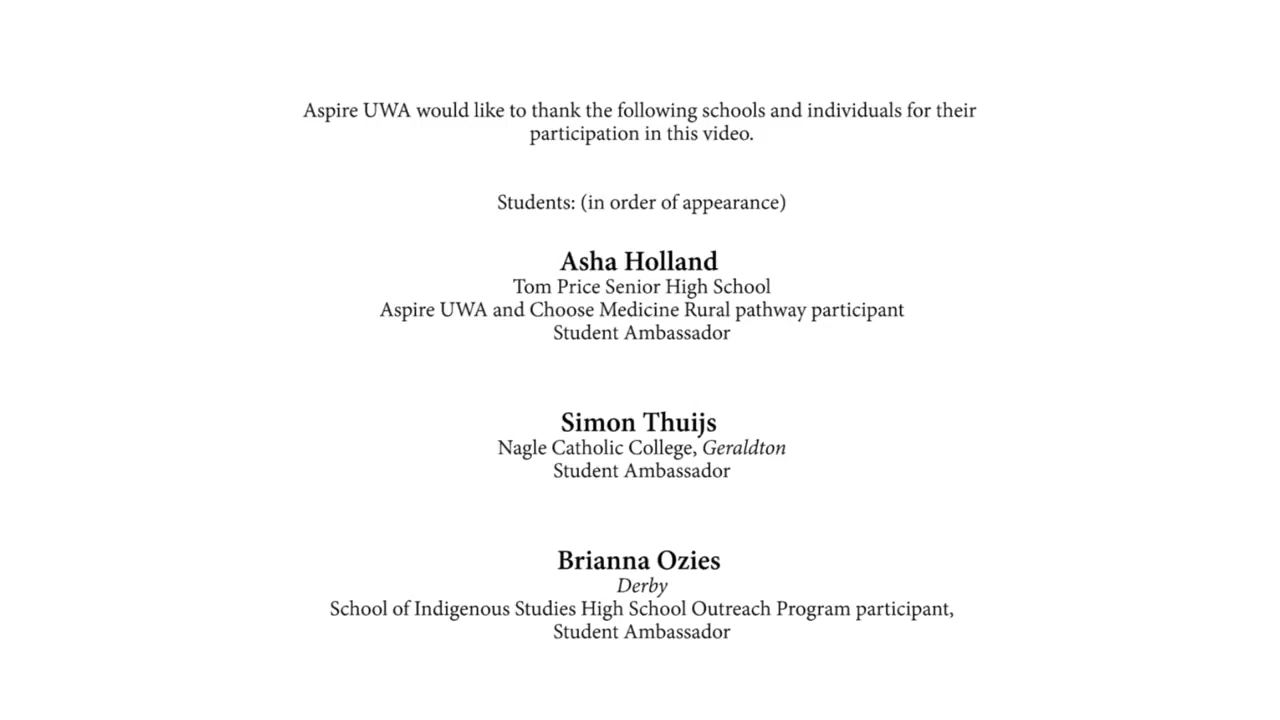 Aspire UWA would like to thank the following schools and individuals for their
participation in this video.
Students: (in order of appearance)
Asha Holland
Tom Price Senior High School
Aspire UWA and Choose Medicine Rural pathway participant
Student Ambassador
Simon Thuijs
Nagle Catholic College, Geraldton
Student Ambassador
Brianna Ozies
Derby
School of Indigenous Studies High School Outreach Program participant,
Student Ambassador